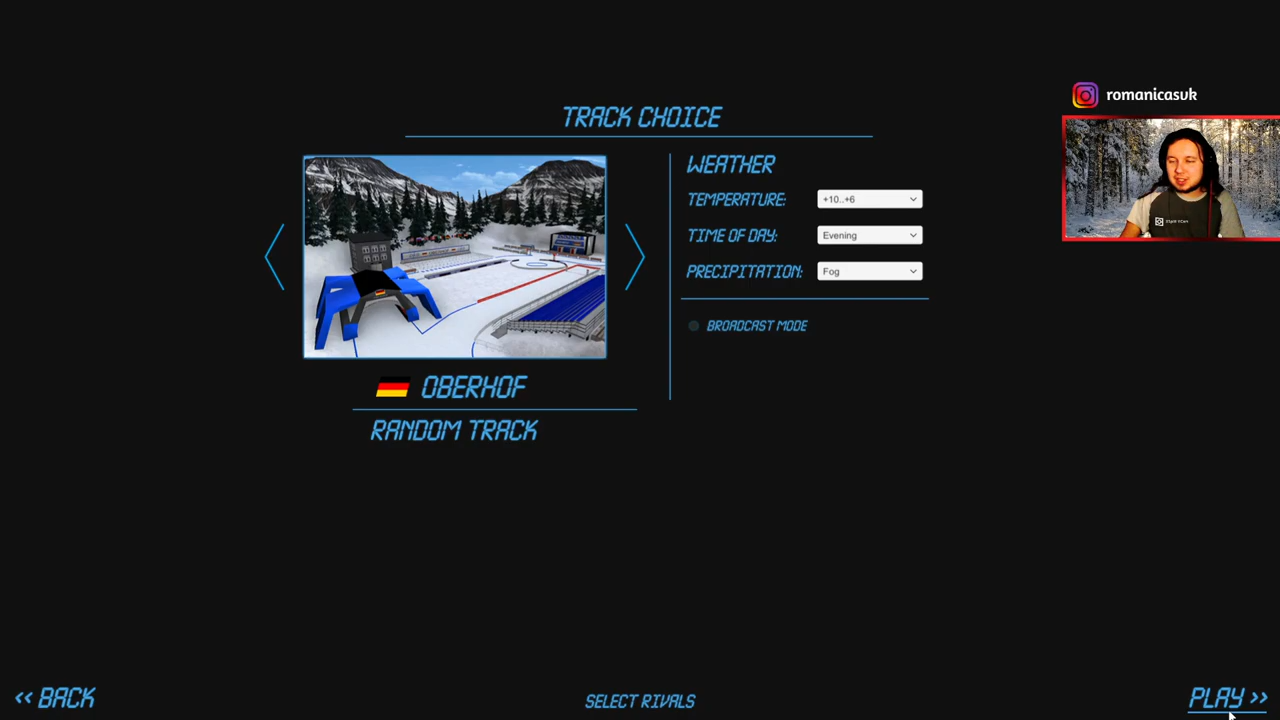 romanicasuk
TRACK CHOICE
WEATHER
TEMPERATURE: +10..+6
TIME OF DAY: Evening
PRECIPITATION: Fog
BROADCAST MODE
OBERHOF
RANDOM TRACK
<< BACK
SELECT RIVALS
PLAY >>